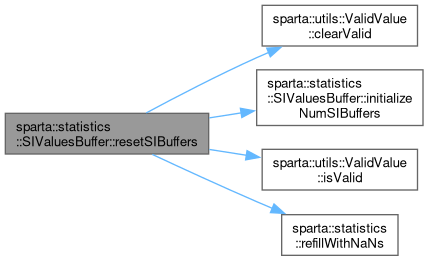 sparta::statistics
::SIValuesBuffer::resetSIBuffers
sparta::utils::ValidValue
::clearValid
sparta::statistics
::SIValuesBuffer::initialize
NumSIBuffers
sparta::utils::ValidValue
::isValid
sparta::statistics
::refillWithNaNs